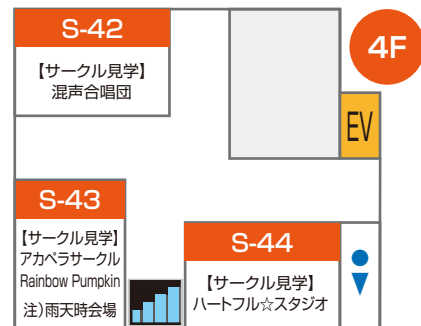 S-42
【サークル見学】
混声合唱団
4F
EV
S-43
【サークル見学】
アカペラサークル
Rainbow Pumpkin
注)雨天時会場
S-44
【サークル見学】
ハートフル☆スタジオ